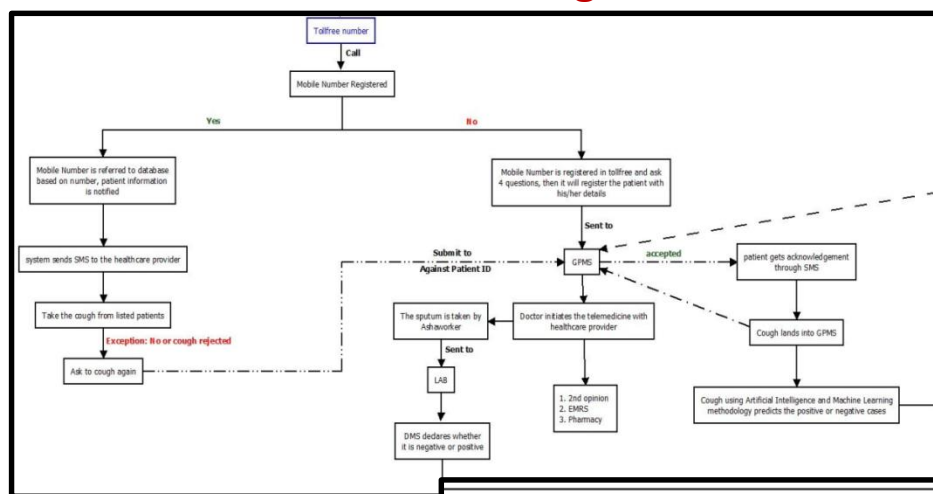 Tollfree number
Call
Mobile Number Registered
Yes
No
Mobile Number is referred to database
based on number, patient information
is notified
Mobile Number is registered in tollfree and ask
4 questions, then it will register the patient with
his/her details
Sent to
system sends SMS to the healthcare provider
Submit to
Against Patient ID
GPMS
accepted
patient gets acknowledgement
through SMS
Take the cough from listed patients
The sputum is taken by
Ashaworker
Doctor initiates the telemedicine with
healthcare provider
Cough lands into GPMS
Exception: No or cough rejected
Ask to cough again
Sent to
LAB
1. 2nd opinion
2. EMRS
3. Pharmacy
Cough using Artificial Intelligence and Machine Learning
methodology predicts the positive or negative cases
DMS declares whether
it is negative or positive